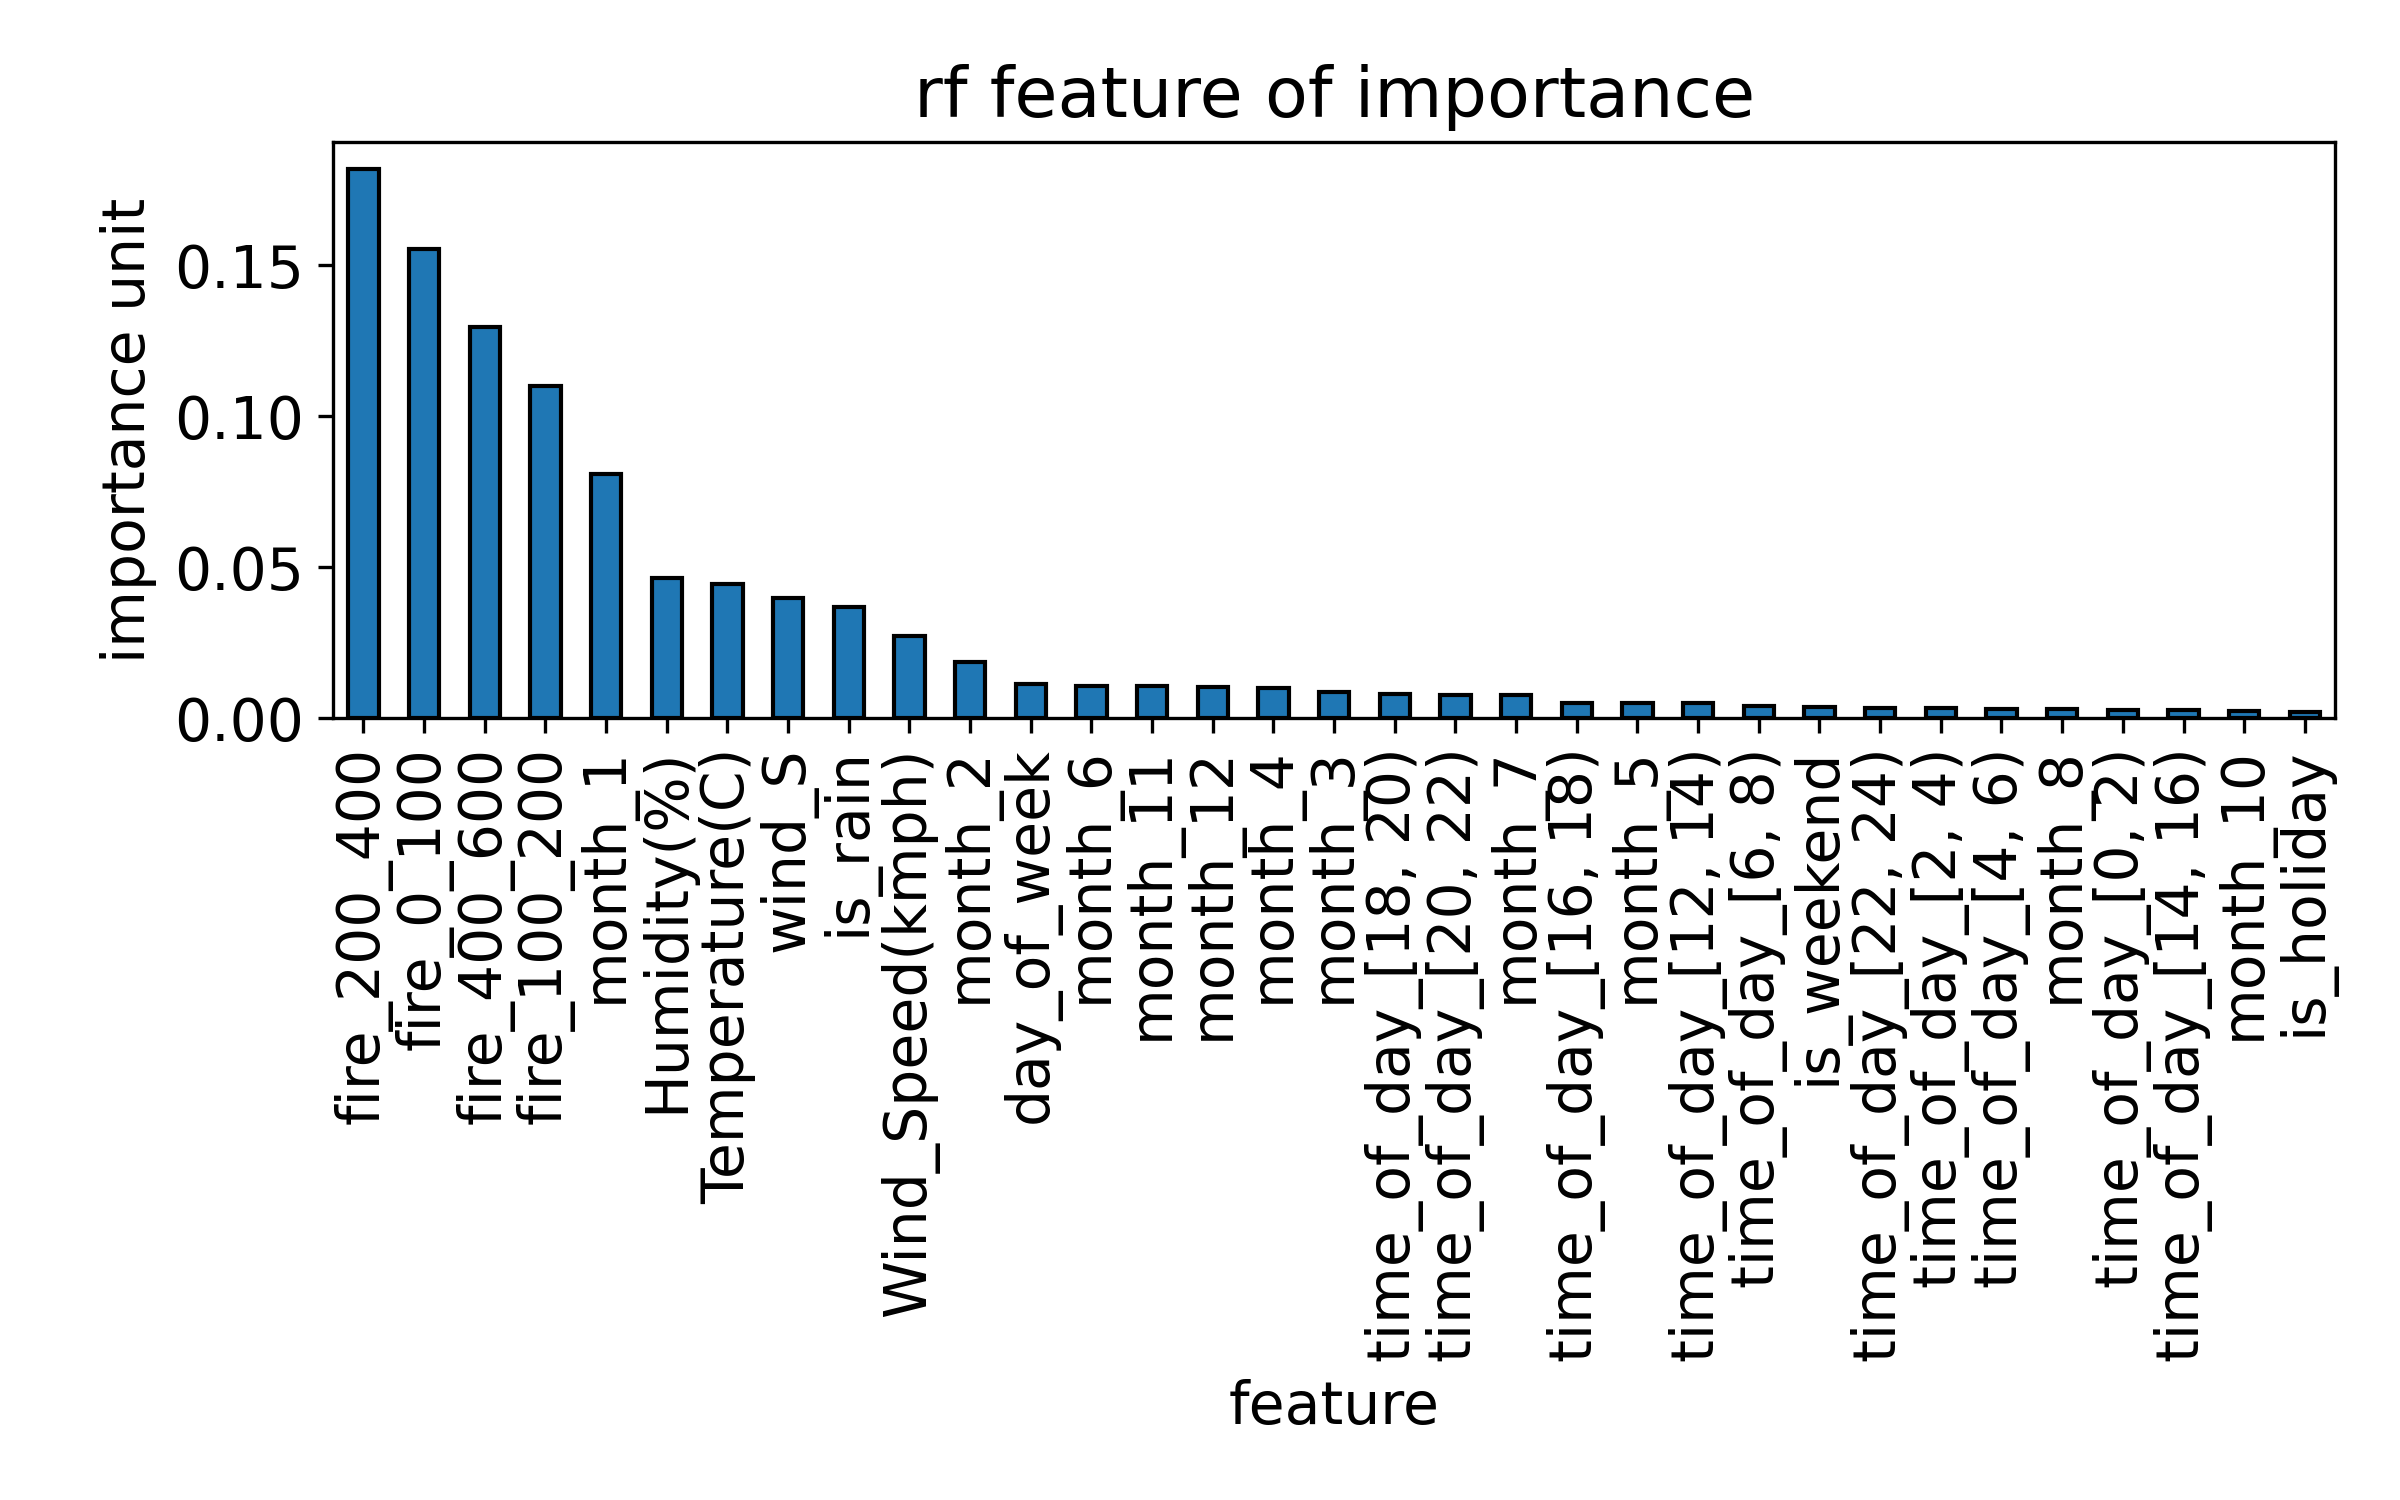 rf feature of importance
importance unit
0.15
0.10
0.05
0.00
fire_200_400
fire_0_100
fire_400_600
fire_100_200
month_1
Humidity(%)
Temperature(C)
wind_S
is_rain
Wind_Speed(kmph)
month_2
day_of_week
month_6
month_11
month_12
month_4
month_3
time_of_day_[18, 20)
time_of_day_[20, 22)
month_7
time_of_day_[16, 18)
month_5
time_of_day_[12, 14)
time_of_day_[6, 8)
is_weekend
time_of_day_[22, 24)
time_of_day_[2, 4)
time_of_day_[4, 6)
month_8
time_of_day_[0, 2)
time_of_day_[14, 16)
month_10
is_holiday
feature